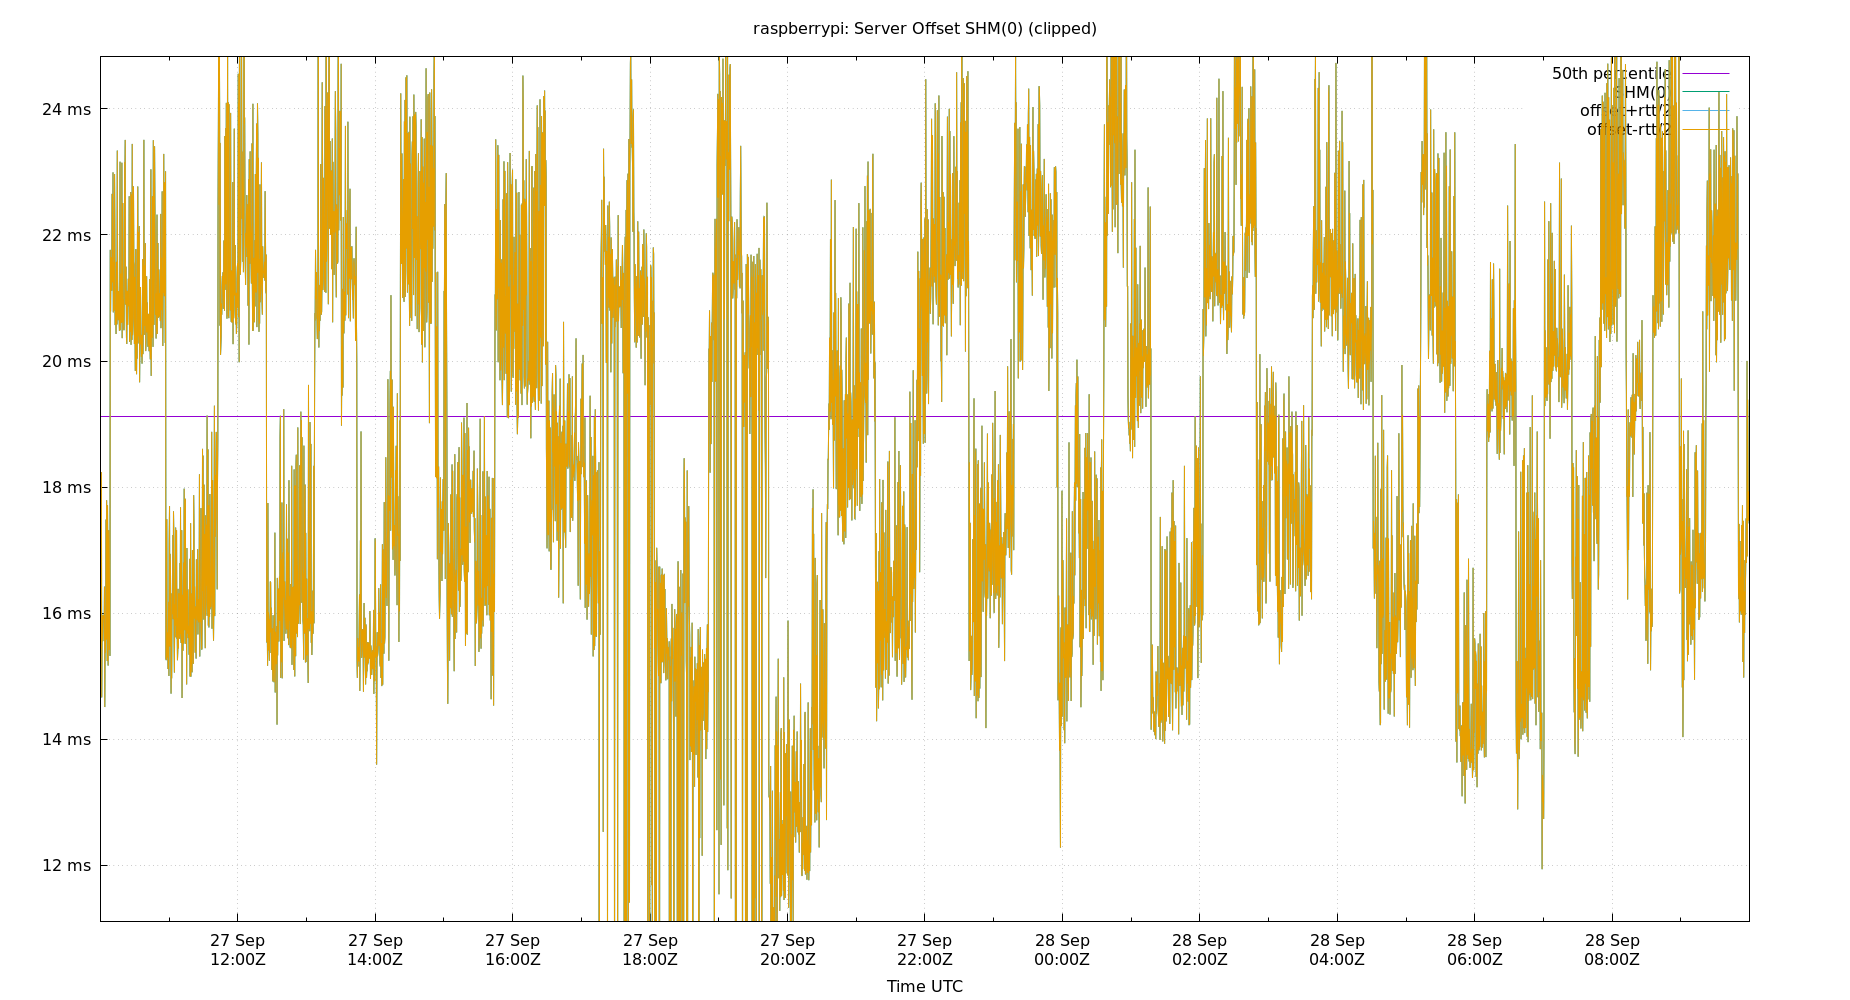 raspberrypi: Server Offset SHM(0) (clipped)
50th percentile
SHM(0)
offset+rtt/2
offset-rtt/2
24 ms
22 ms
20 ms
18 ms
16 ms
14 ms
12 ms
27 Sep 27 Sep 27 Sep 27 Sep 27 Sep 27 Sep 28 Sep 28 Sep 28 Sep 28 Sep 28 Sep
12:00Z 14:00Z 16:00Z 18:00Z 20:00Z 22:00Z 00:00Z 02:00Z 04:00Z 06:00Z 08:00Z
Time UTC